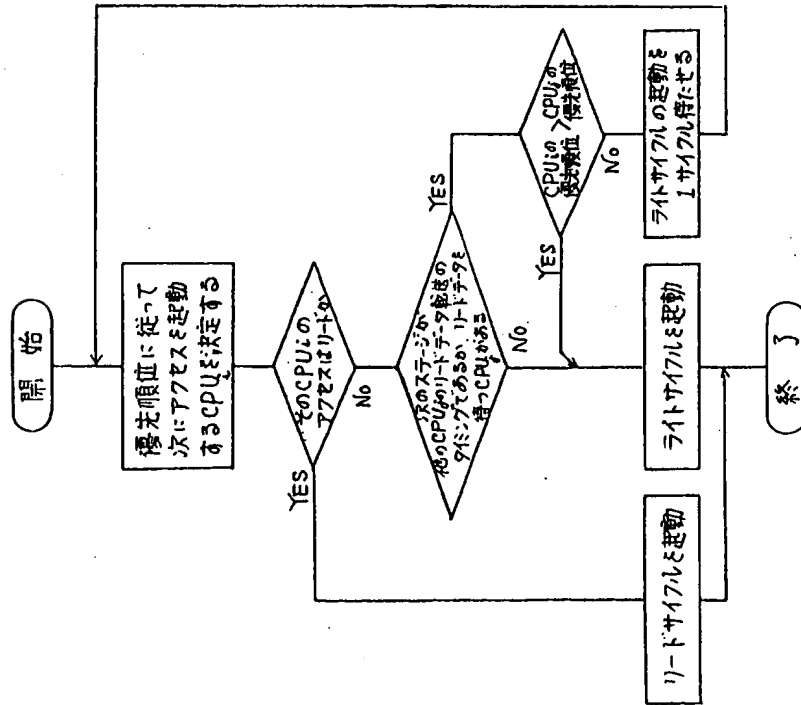 開始
優先順位に従って
次にアクセスを起動
するCPUiを決定する
そのCPUiの
アクセスはリードか
YES
NO
次のステージが
他のCPUjのリードデータ転送の
タイミングであるか、リードデータを
待つCPUjがある
YES
NO
CPUiの
優先順位
>
CPUjの
優先順位
YES
NO
リードサイクルを起動
ライトサイクルを起動
ライトサイクルの起動を
1サイクル待たせる
終了